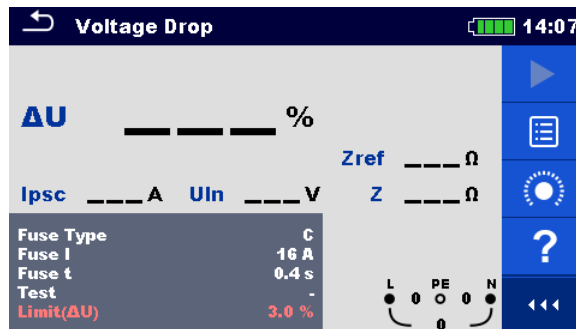 Voltage Drop 14:07
ΔU ___ %
Zref ___ Ω
Ipsc ___ A Uln ___ V Z ___ Ω
Fuse Type C
Fuse I 16 A
Fuse t 0.4 s
Test -
Limit(ΔU) 3.0 %
L PE N
0 0
0
?